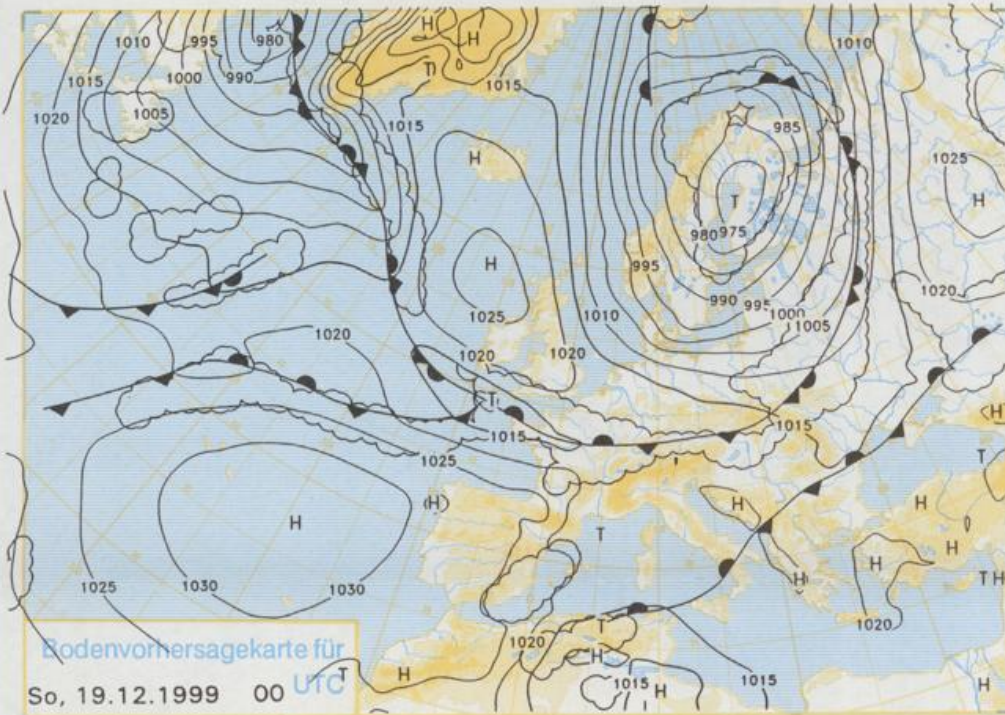 1010 995 980 H H 1010
1015 1000 990 T 1015
1020 1005 1015 985
H 1025
T H
980 975
H 995
1025 990 995 1000 1020
1010 1005
1020
1020 1020
T
1015 1015 H
1025 T
(H) H
H T H H
1025 1030 1030 H H T H
1020
T
1020
Bodenvorhersagekarte für
UTC
So, 19.12.1999 00
T H H 1015 H 1015 H